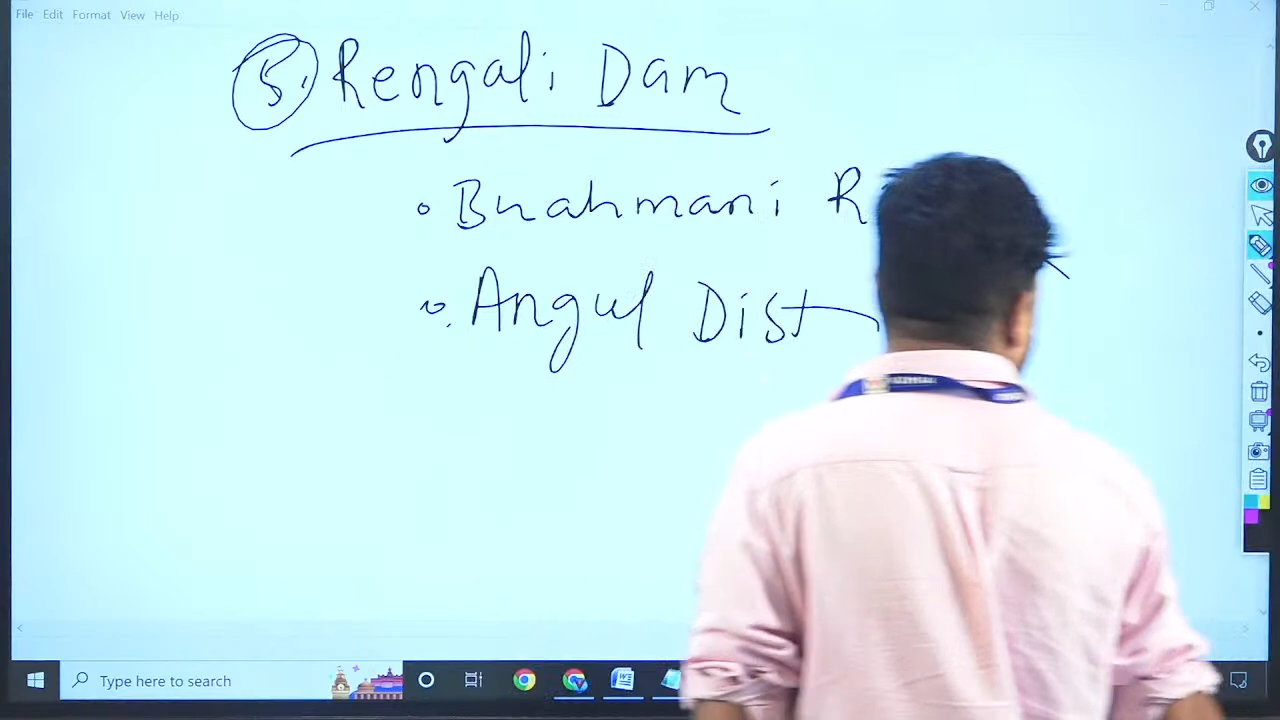 File Edit Format View Help
5. Rengali Dam
Brahmani
Angul Dist
Type here to search